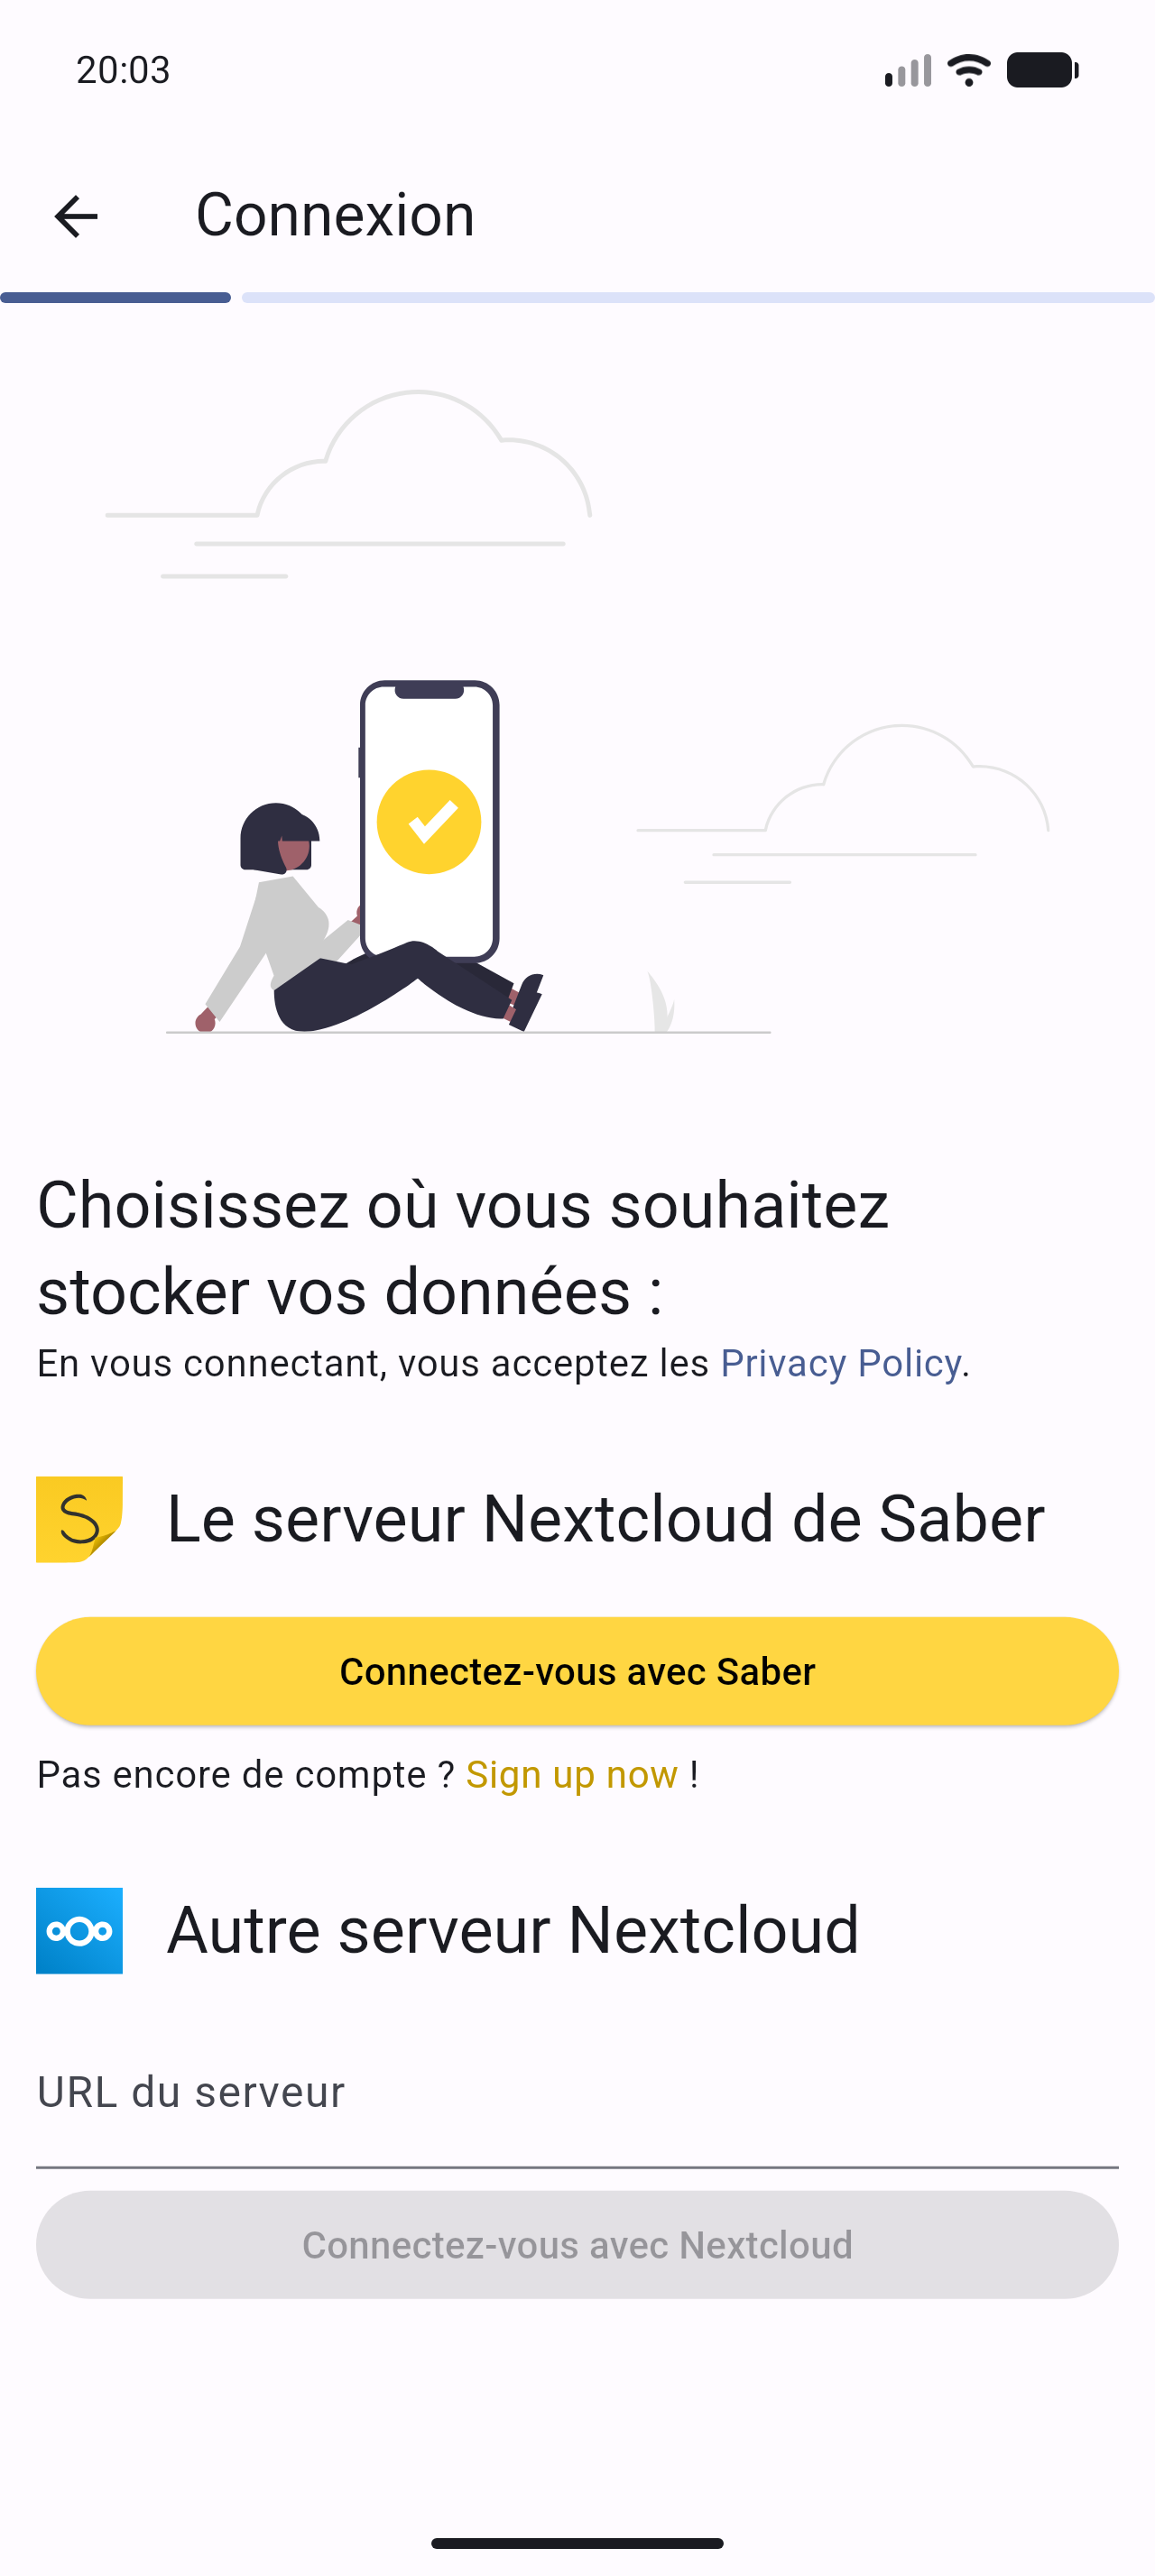 20:03
Connexion
Choisissez où vous souhaitez
stocker vos données :
En vous connectant, vous acceptez les Privacy Policy.
S
Le serveur Nextcloud de Saber
Connectez-vous avec Saber
Pas encore de compte ? Sign up now !
Autre serveur Nextcloud
URL du serveur
Connectez-vous avec Nextcloud